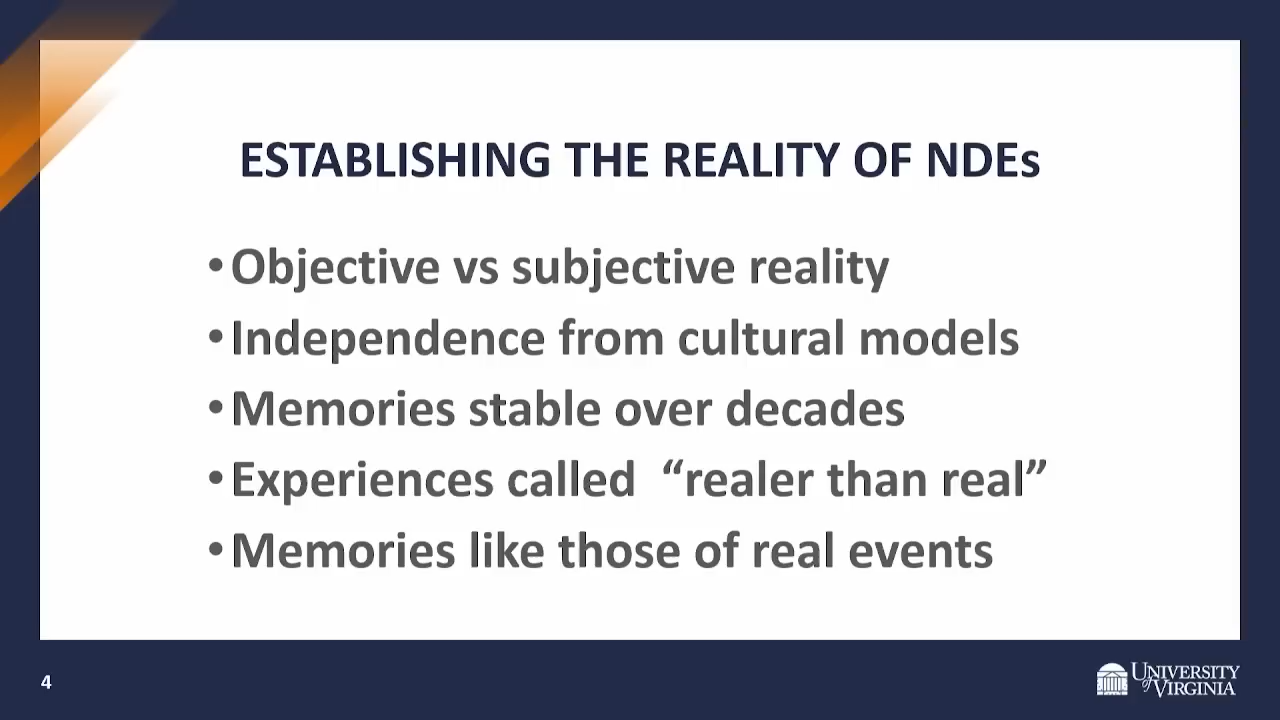 ESTABLISHING THE REALITY OF NDEs
•Objective vs subjective reality
•Independence from cultural models
•Memories stable over decades
•Experiences called “realer than real”
•Memories like those of real events
4
UNIVERSITY
of VIRGINIA